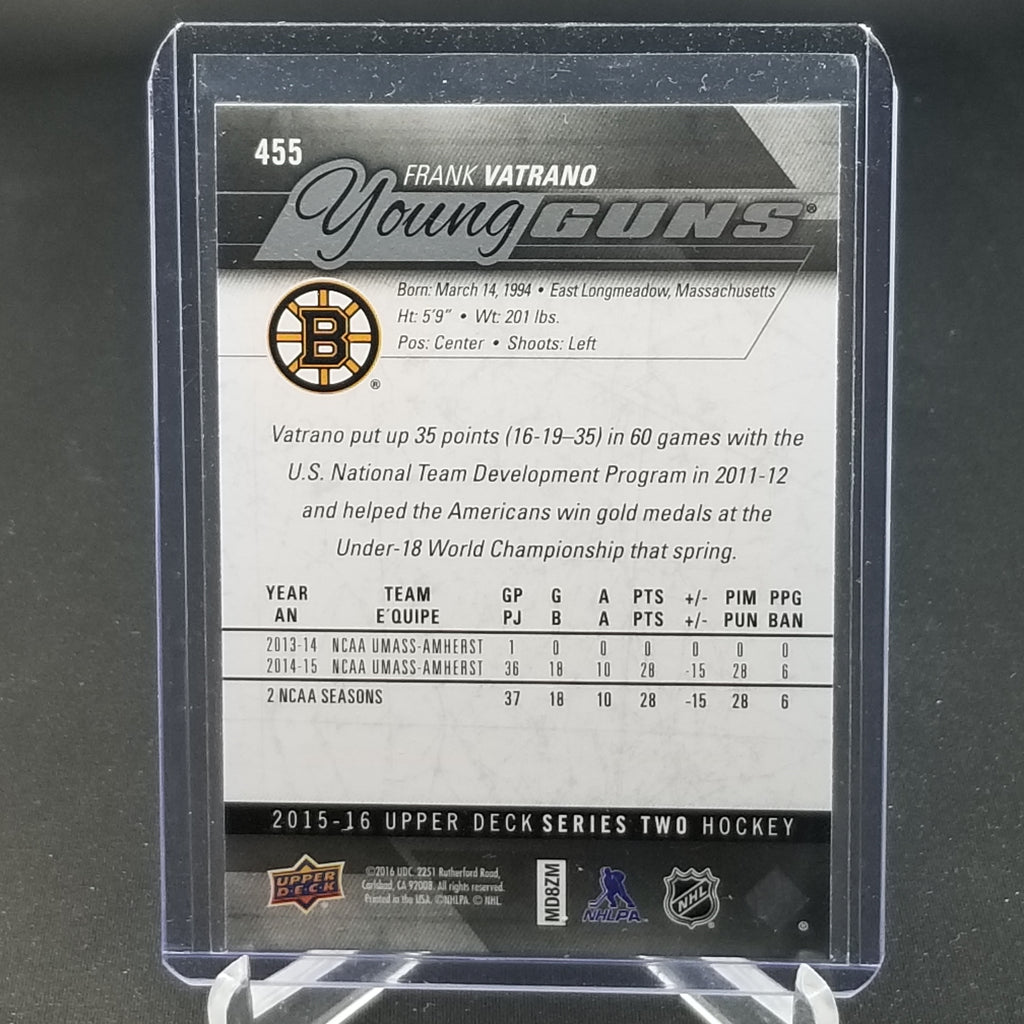 455
FRANK VATRANO
Young GUNS®
B
®
Born: March 14, 1994 • East Longmeadow, Massachusetts
Ht: 5'9" • Wt: 201 lbs.
Pos: Center • Shoots: Left
Vatrano put up 35 points (16-19–35) in 60 games with the
U.S. National Team Development Program in 2011-12
and helped the Americans win gold medals at the
Under-18 World Championship that spring.
YEAR TEAM GP G A PTS +/- PIM PPG
AN E´QUIPE PJ B A PTS +/- PUN BAN
2013-14 NCAA UMASS-AMHERST 1 0 0 0 0 0 0
2014-15 NCAA UMASS-AMHERST 36 18 10 28 -15 28 6
2 NCAA SEASONS 37 18 10 28 -15 28 6
2015-16 UPPER DECK SERIES TWO HOCKEY
UPPER
DECK
©2016 UDC. 2251 Rutherford Road,
Carlsbad, CA 92008. All rights reserved.
Printed in the USA. ©NHLPA. © NHL.
MD8ZM
NHLPA
NHL
®